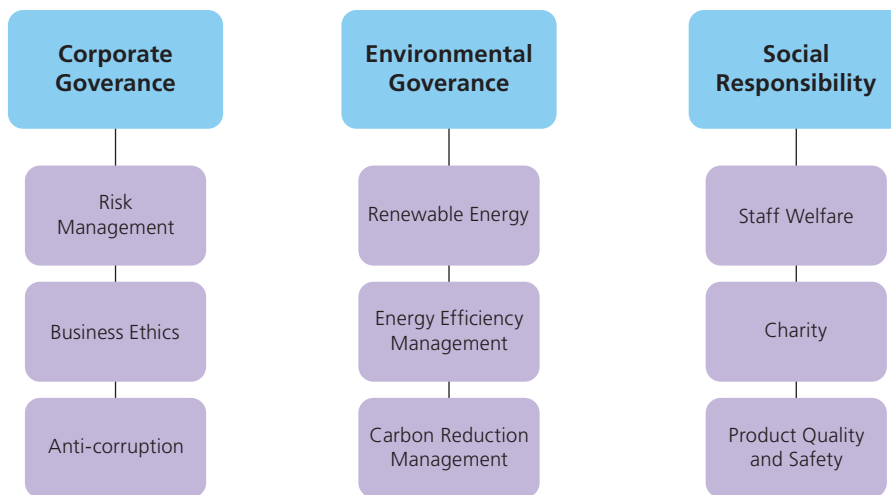 Corporate
Goverance
Risk
Management
Business Ethics
Anti-corruption
Environmental
Goverance
Renewable Energy
Energy Efficiency
Management
Carbon Reduction
Management
Social
Responsibility
Staff Welfare
Charity
Product Quality
and Safety